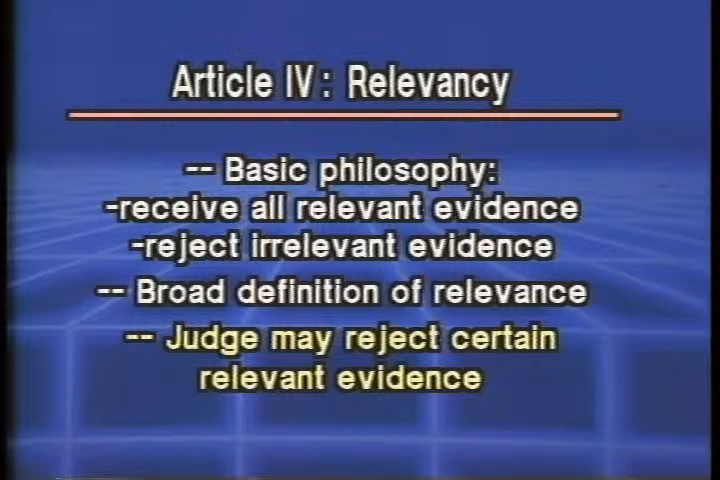 Article IV: Relevancy
-- Basic philosophy:
-receive all relevant evidence
-reject irrelevant evidence
-- Broad definition of relevance
-- Judge may reject certain
relevant evidence